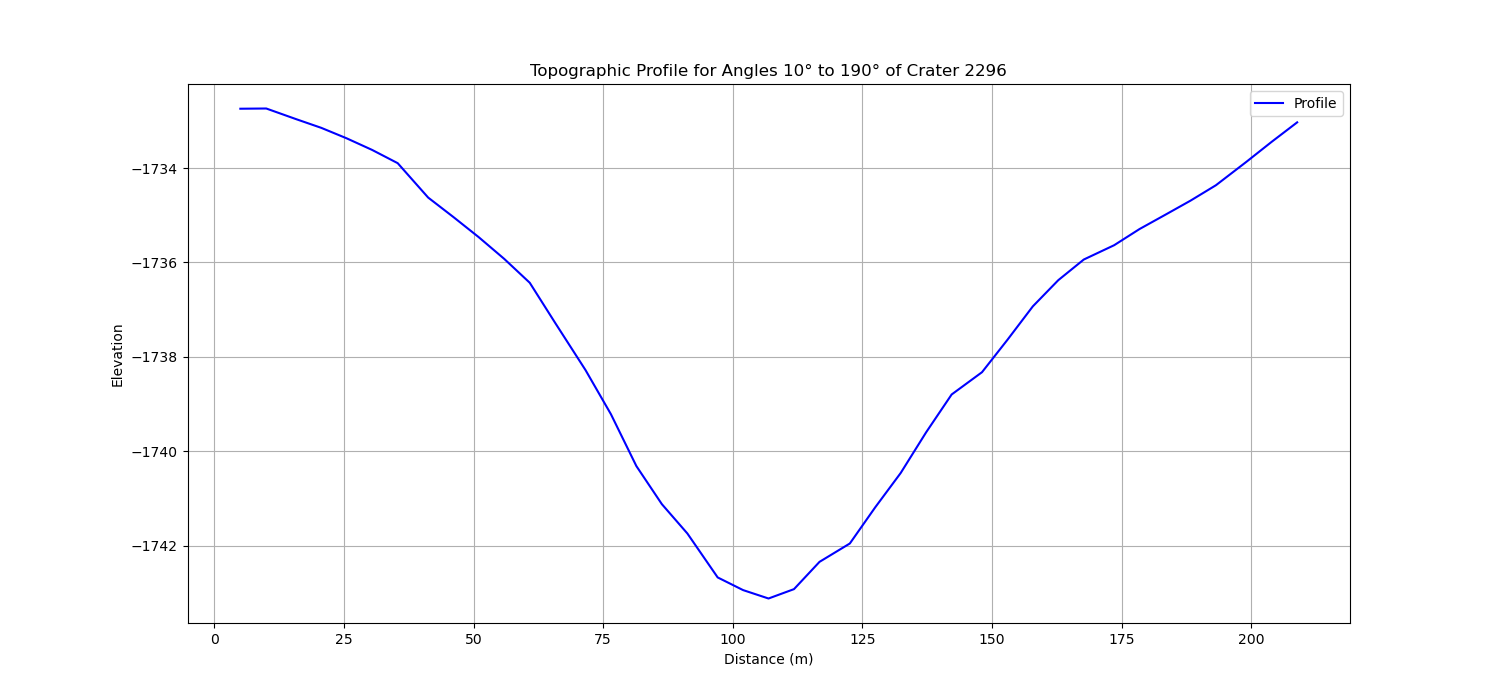 Topographic Profile for Angles 10° to 190° of Crater 2296
Profile
−1734
−1736
−1738
−1740
−1742
Elevation
0 25 50 75 100 125 150 175 200
Distance (m)